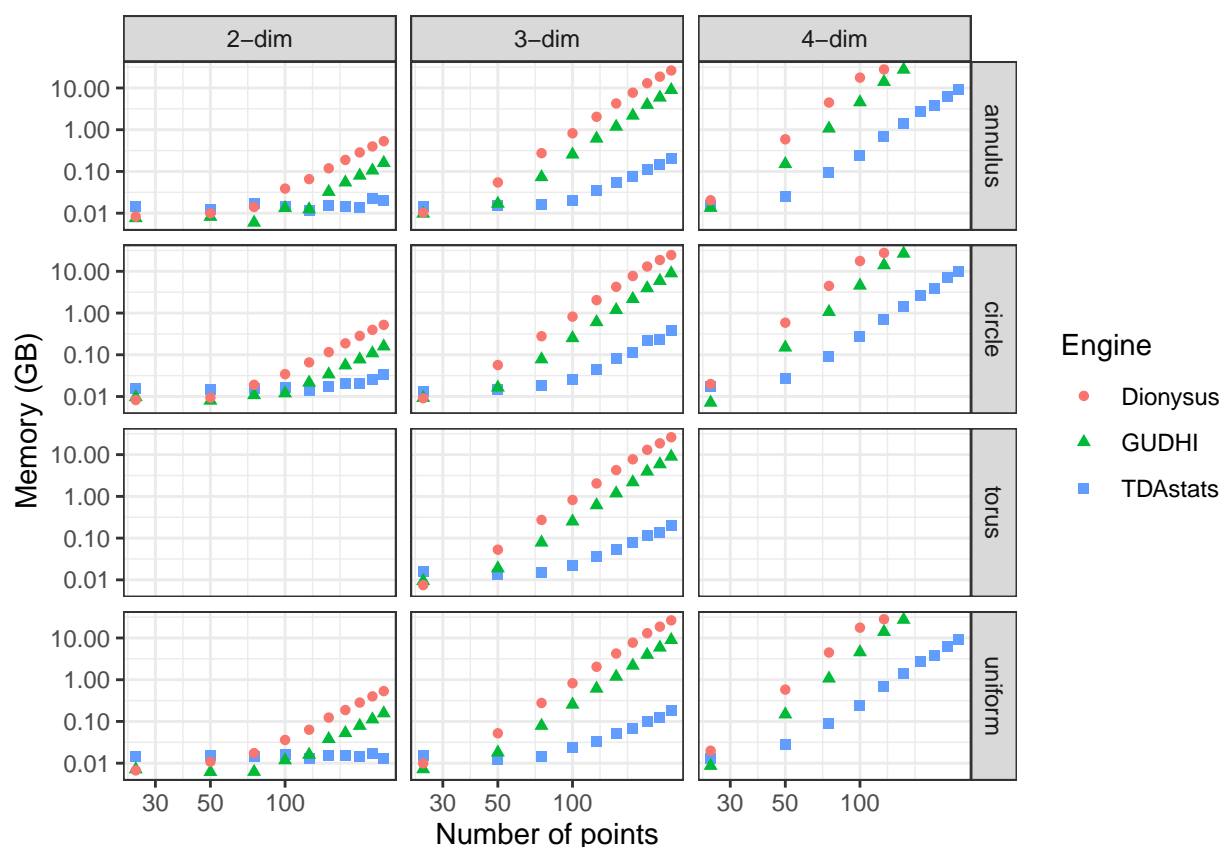 2−dim 3−dim 4−dim
10.00
1.00
0.10
0.01
annulus
10.00
1.00
0.10
0.01
circle
10.00
1.00
0.10
0.01
torus
10.00
1.00
0.10
0.01
uniform
30 50 100 30 50 100 30 50 100
Number of points
Memory (GB)
Engine
Dionysus
GUDHI
TDAstats